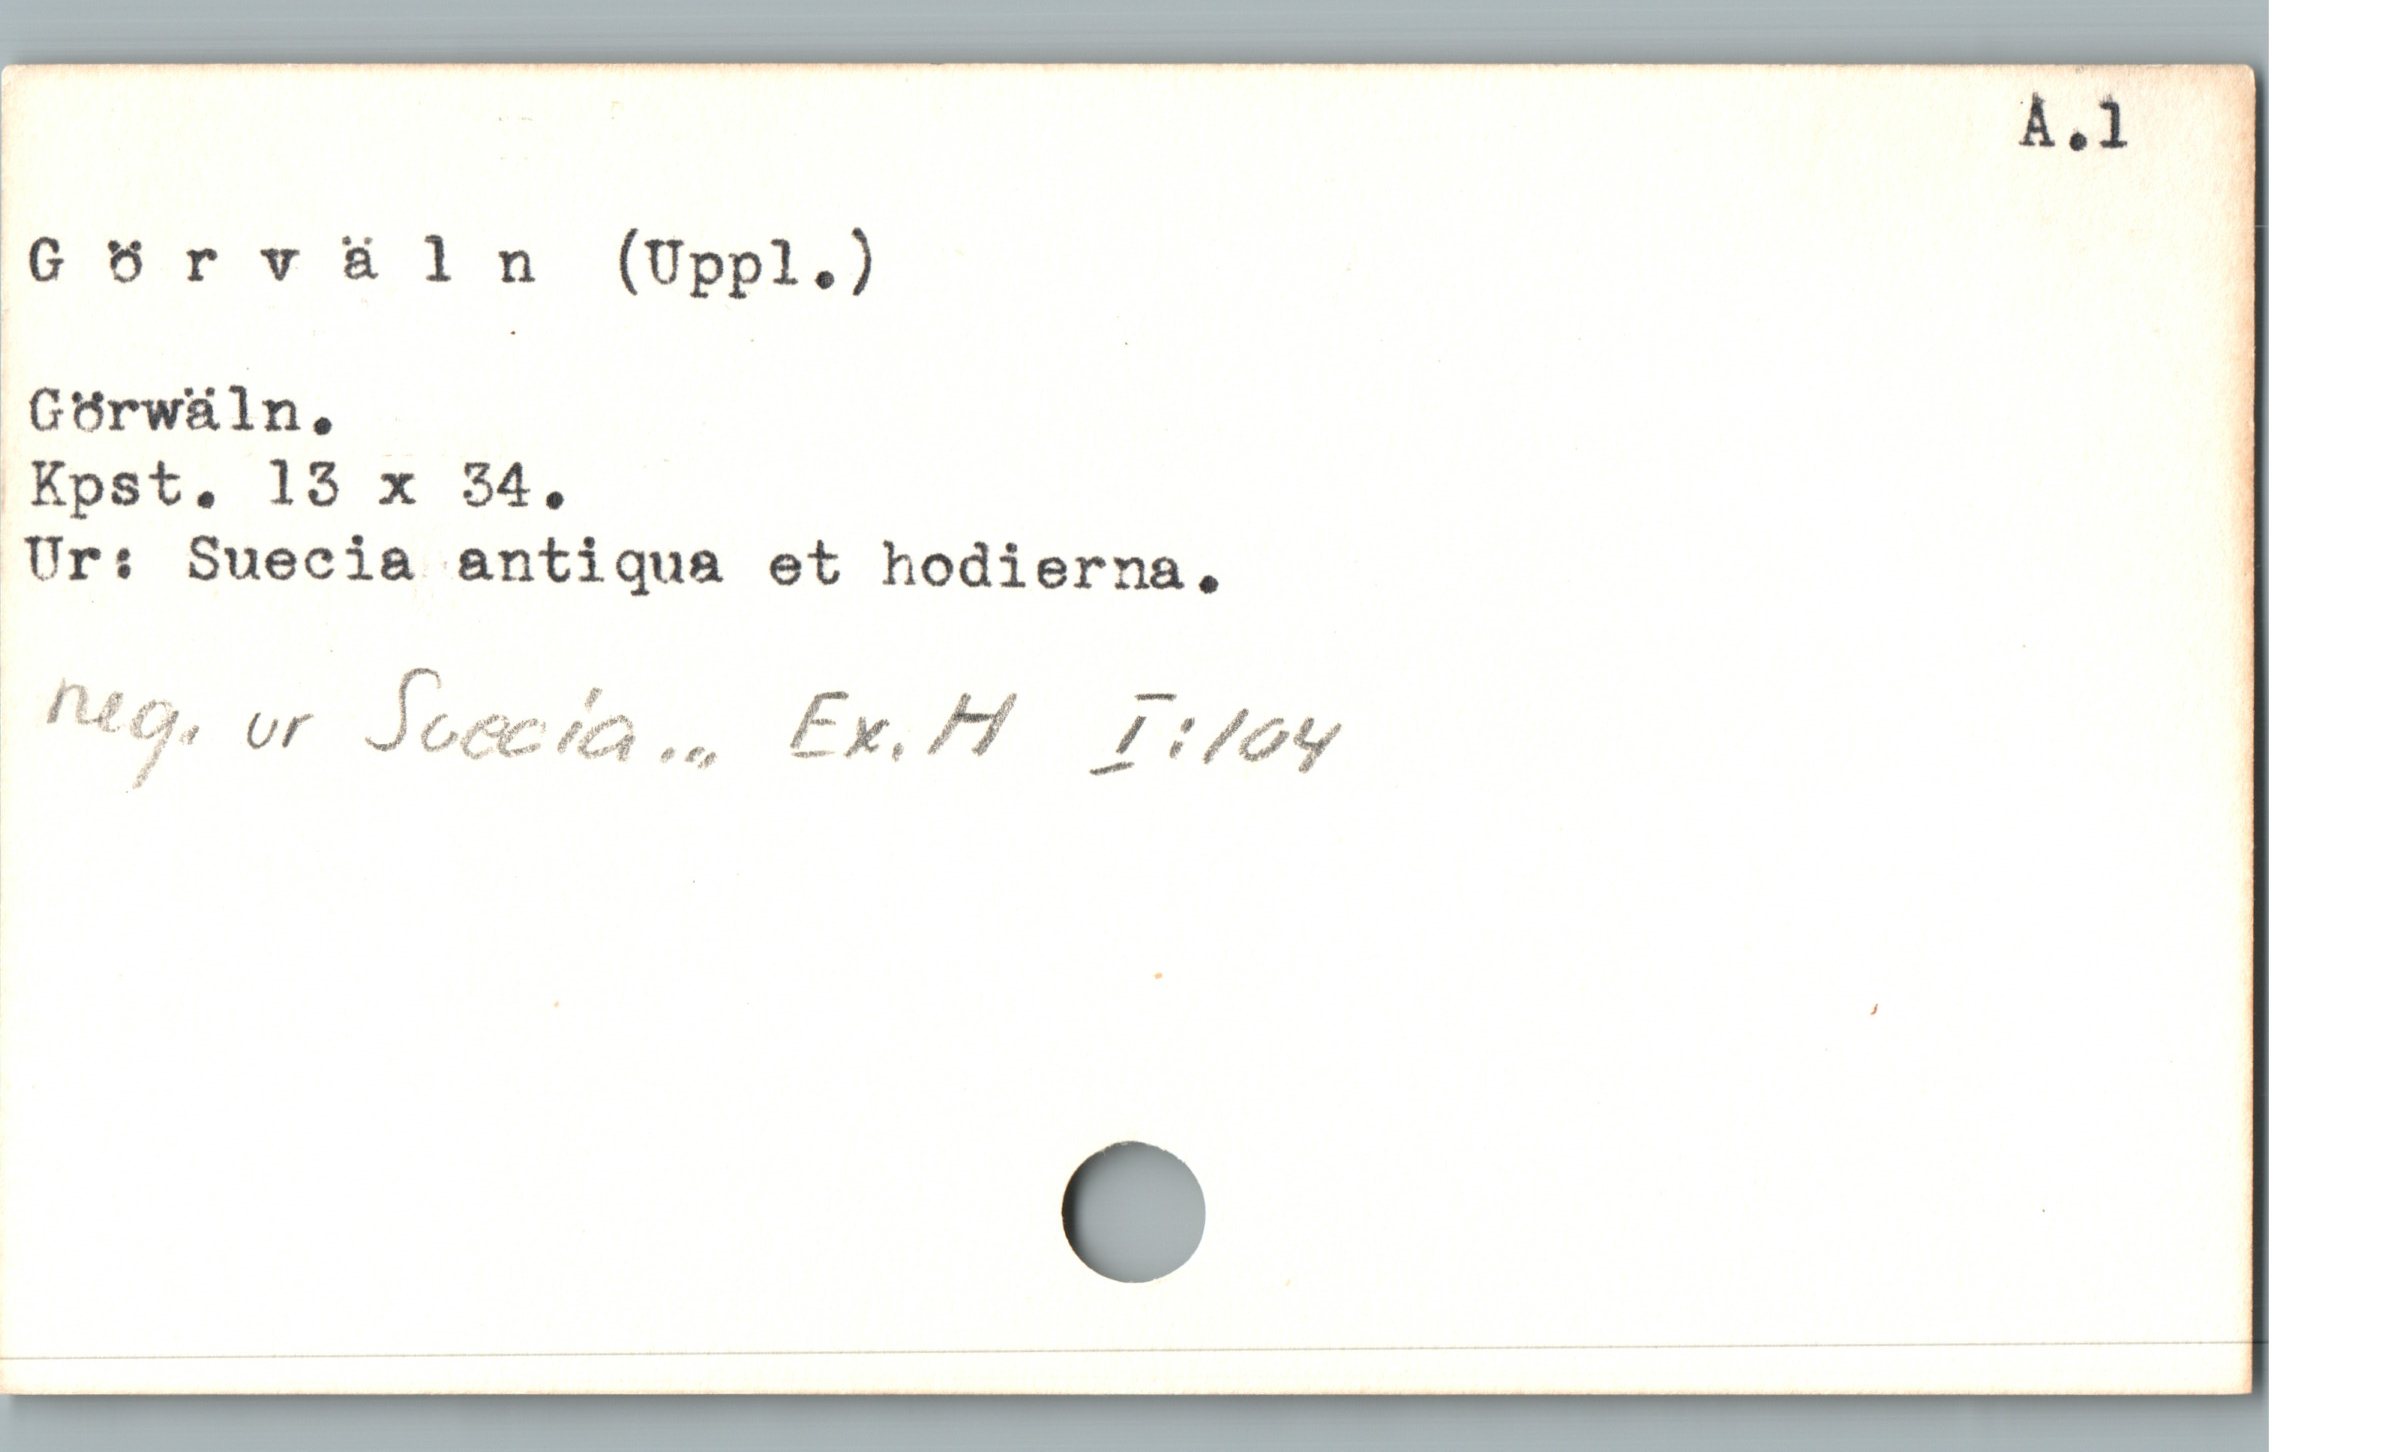 A.1
G ö r v ä l n (Uppl.)
Görwäln.
Kpst. 13 x 34.
Ur: Suecia antiqua et hodierna.
neg. ur Suecia... Ex. H I:104